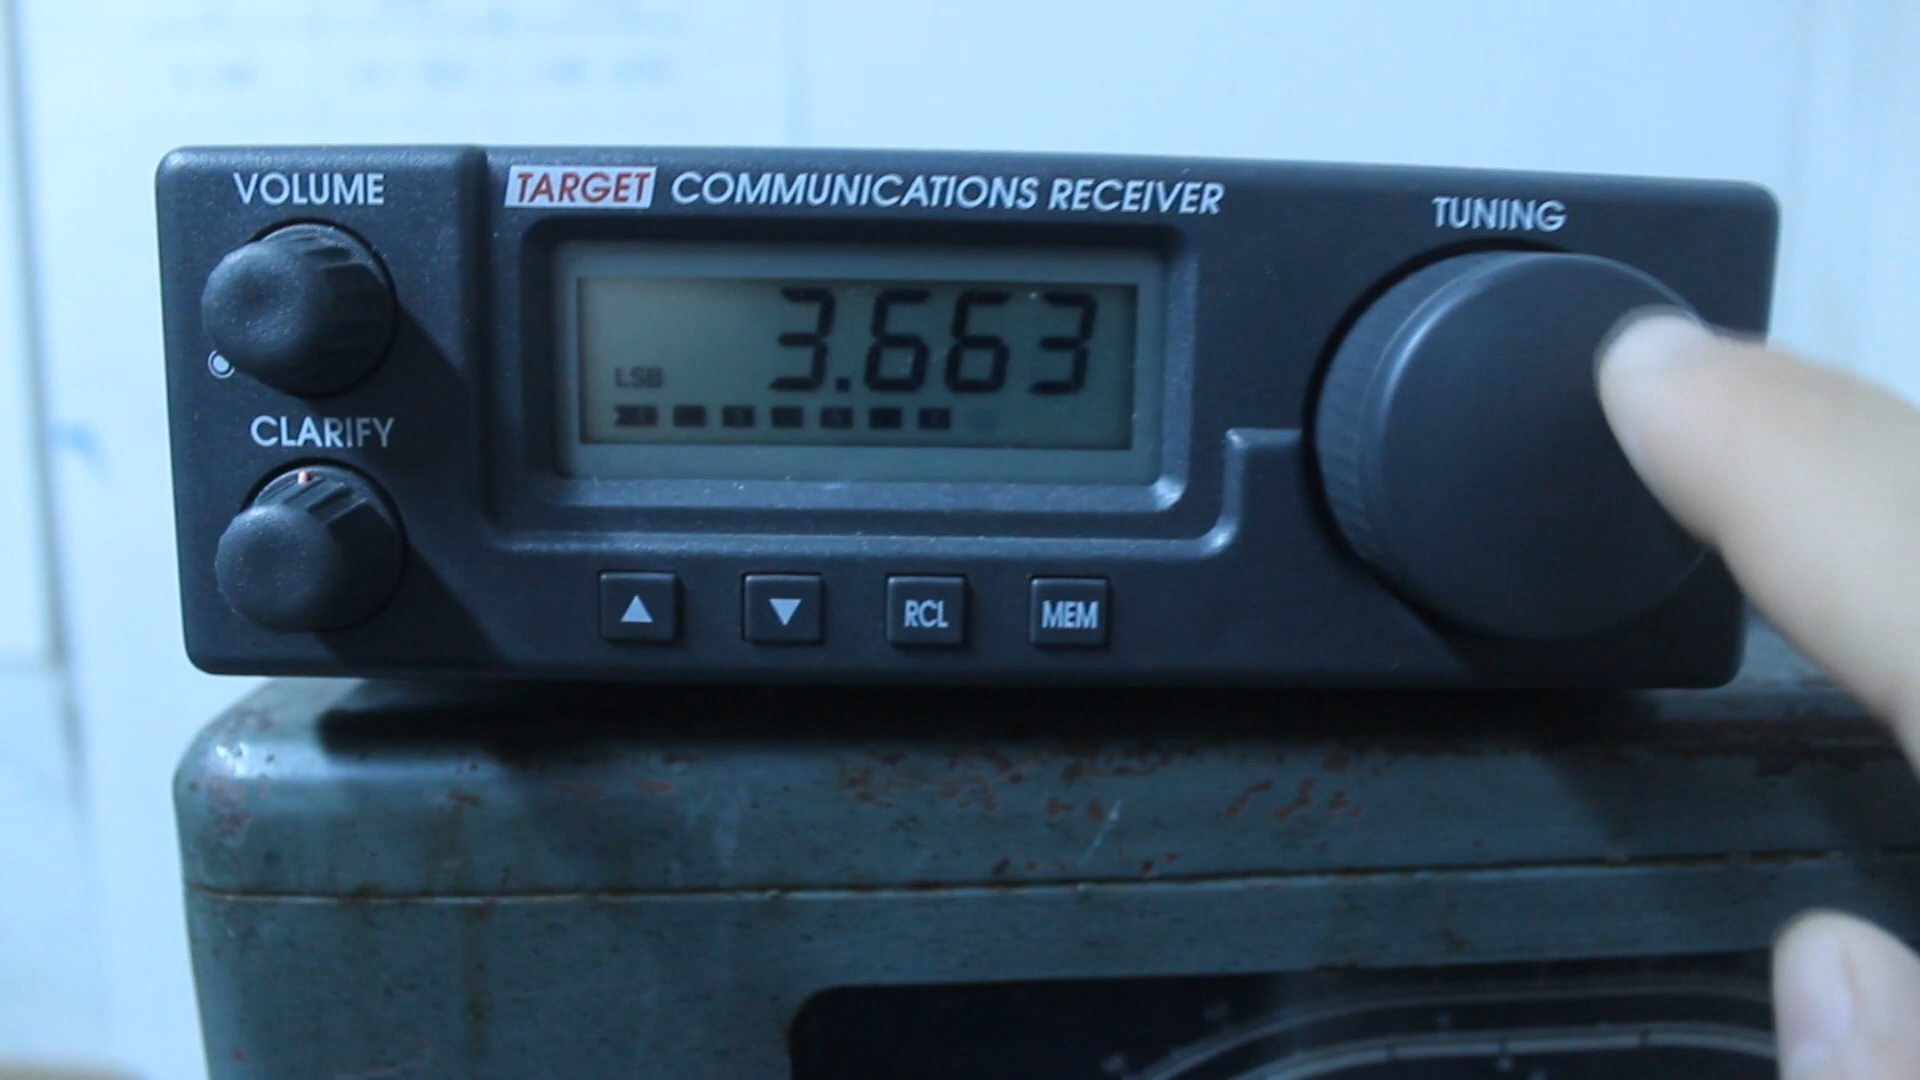 VOLUME
TARGET COMMUNICATIONS RECEIVER
TUNING
3.663
LSB
CLARIFY
▲ ▼ RCL MEM